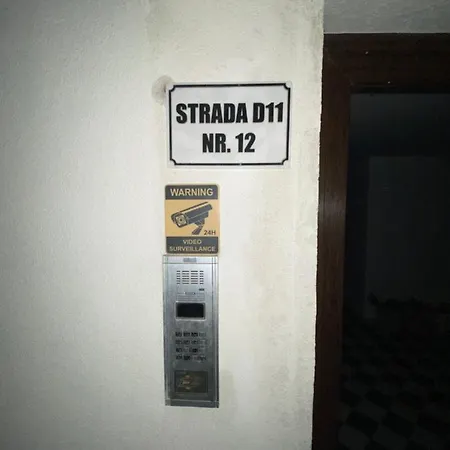 STRADA D11
NR. 12
WARNING
24H
VIDEO
SURVEILLANCE